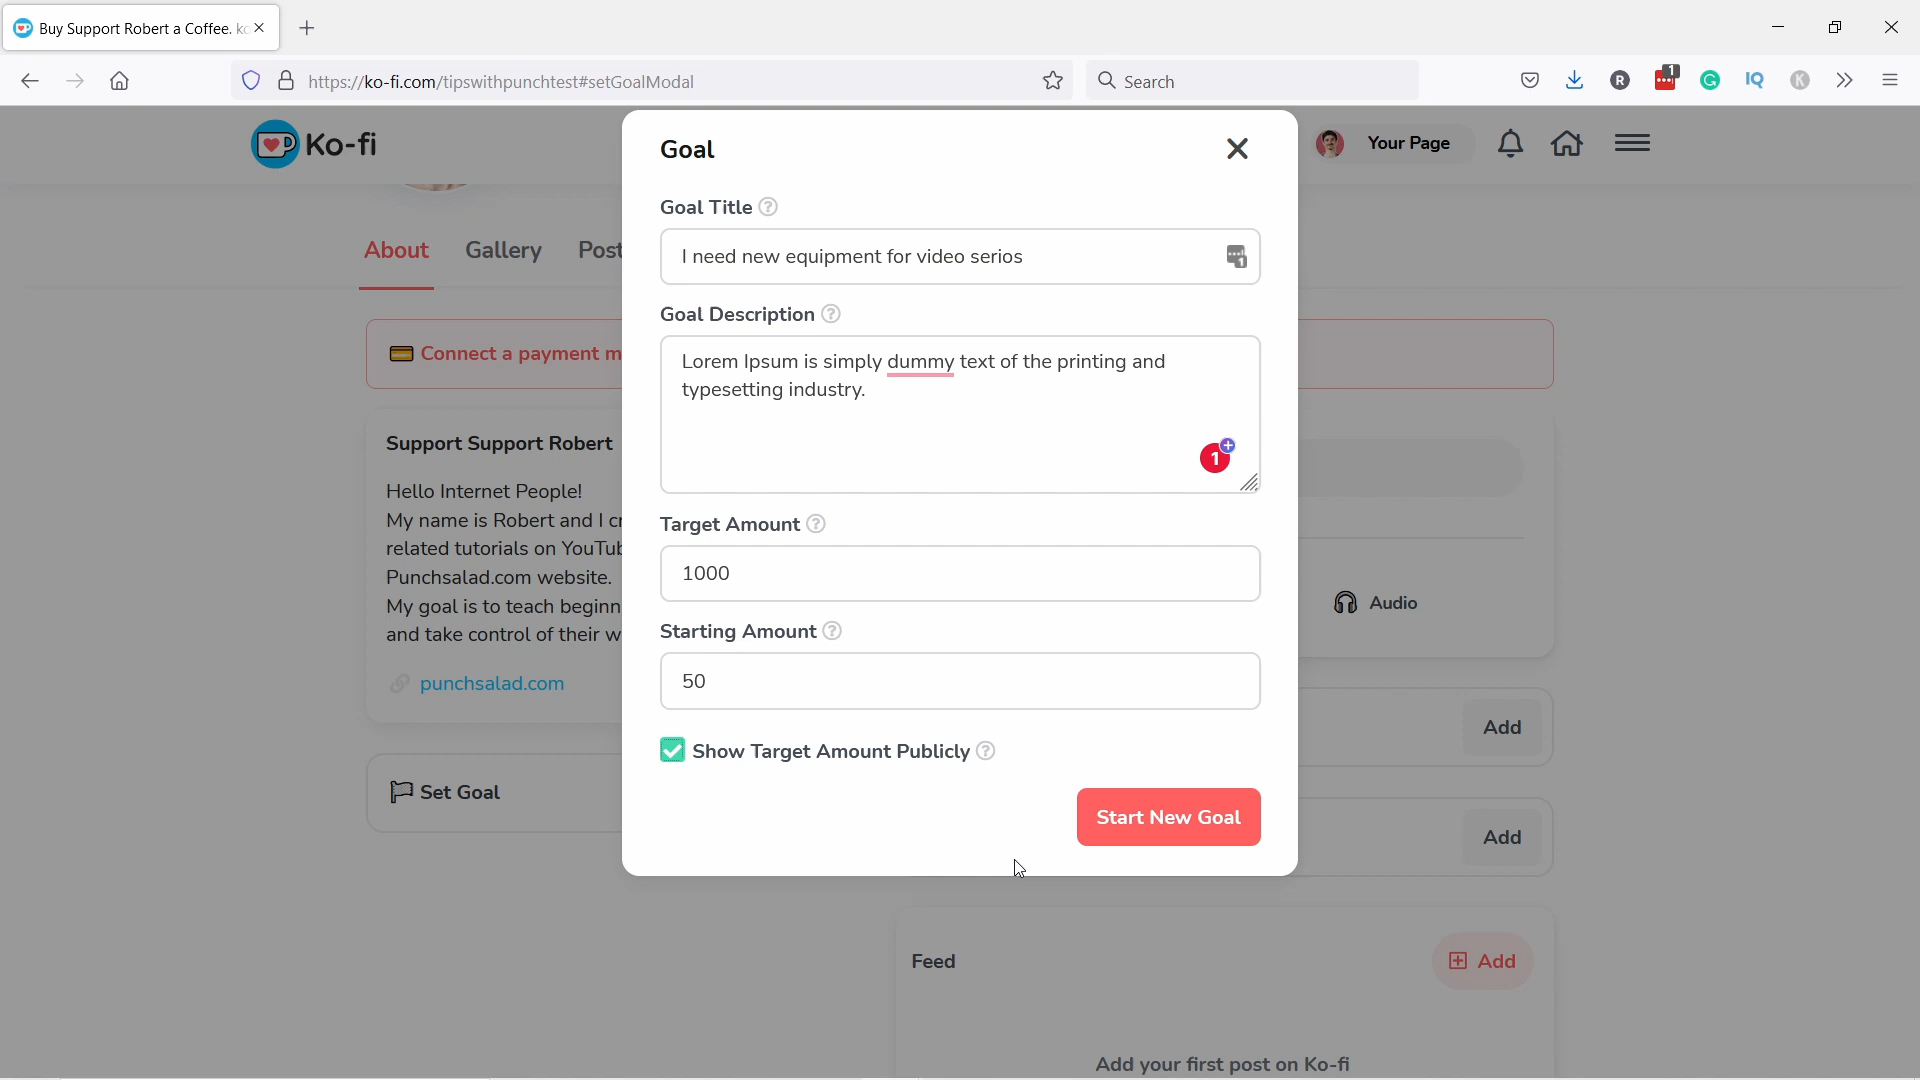 Buy Support Robert a Coffee.
https://ko-fi.com/tipswithpunchtest#setGoalModal
Search
R
1
IQ
K
Ko-fi
Your Page
About
Gallery
Post
Connect a payment m
Support Support Robert
Hello Internet People!
My name is Robert and I cr
related tutorials on YouTub
Punchsalad.com website.
My goal is to teach beginn
and take control of their w
punchsalad.com
Set Goal
Goal
Goal Title ?
I need new equipment for video serios
1
Goal Description ?
Lorem Ipsum is simply dummy text of the printing and
typesetting industry.
1
Target Amount ?
1000
Starting Amount ?
50
Show Target Amount Publicly ?
Start New Goal
Audio
Add
Add
Feed
Add
Add your first post on Ko-fi